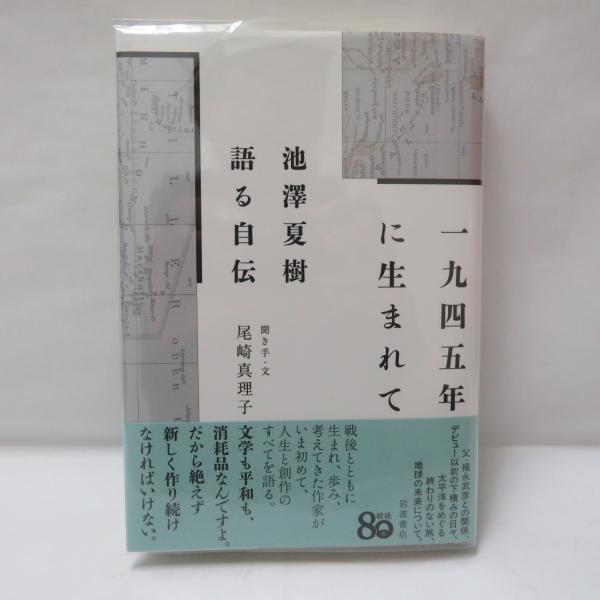 一九四五年
に生まれて
池澤夏樹
語る自伝
聞き手・文
尾崎真理子
父・福永武彦との関係、
デビュー以前の下積みの日々、
太平洋をめぐる
終わりのない旅、
地球の未来について。
岩波書店
戦後
80
戦後とともに
生まれ、歩み、
考えてきた作家が
いま初めて、
人生と創作の
すべてを語る。
文学も平和も、
消耗品なんですよ。
だから絶えず
新しく作り続け
なければいけない。